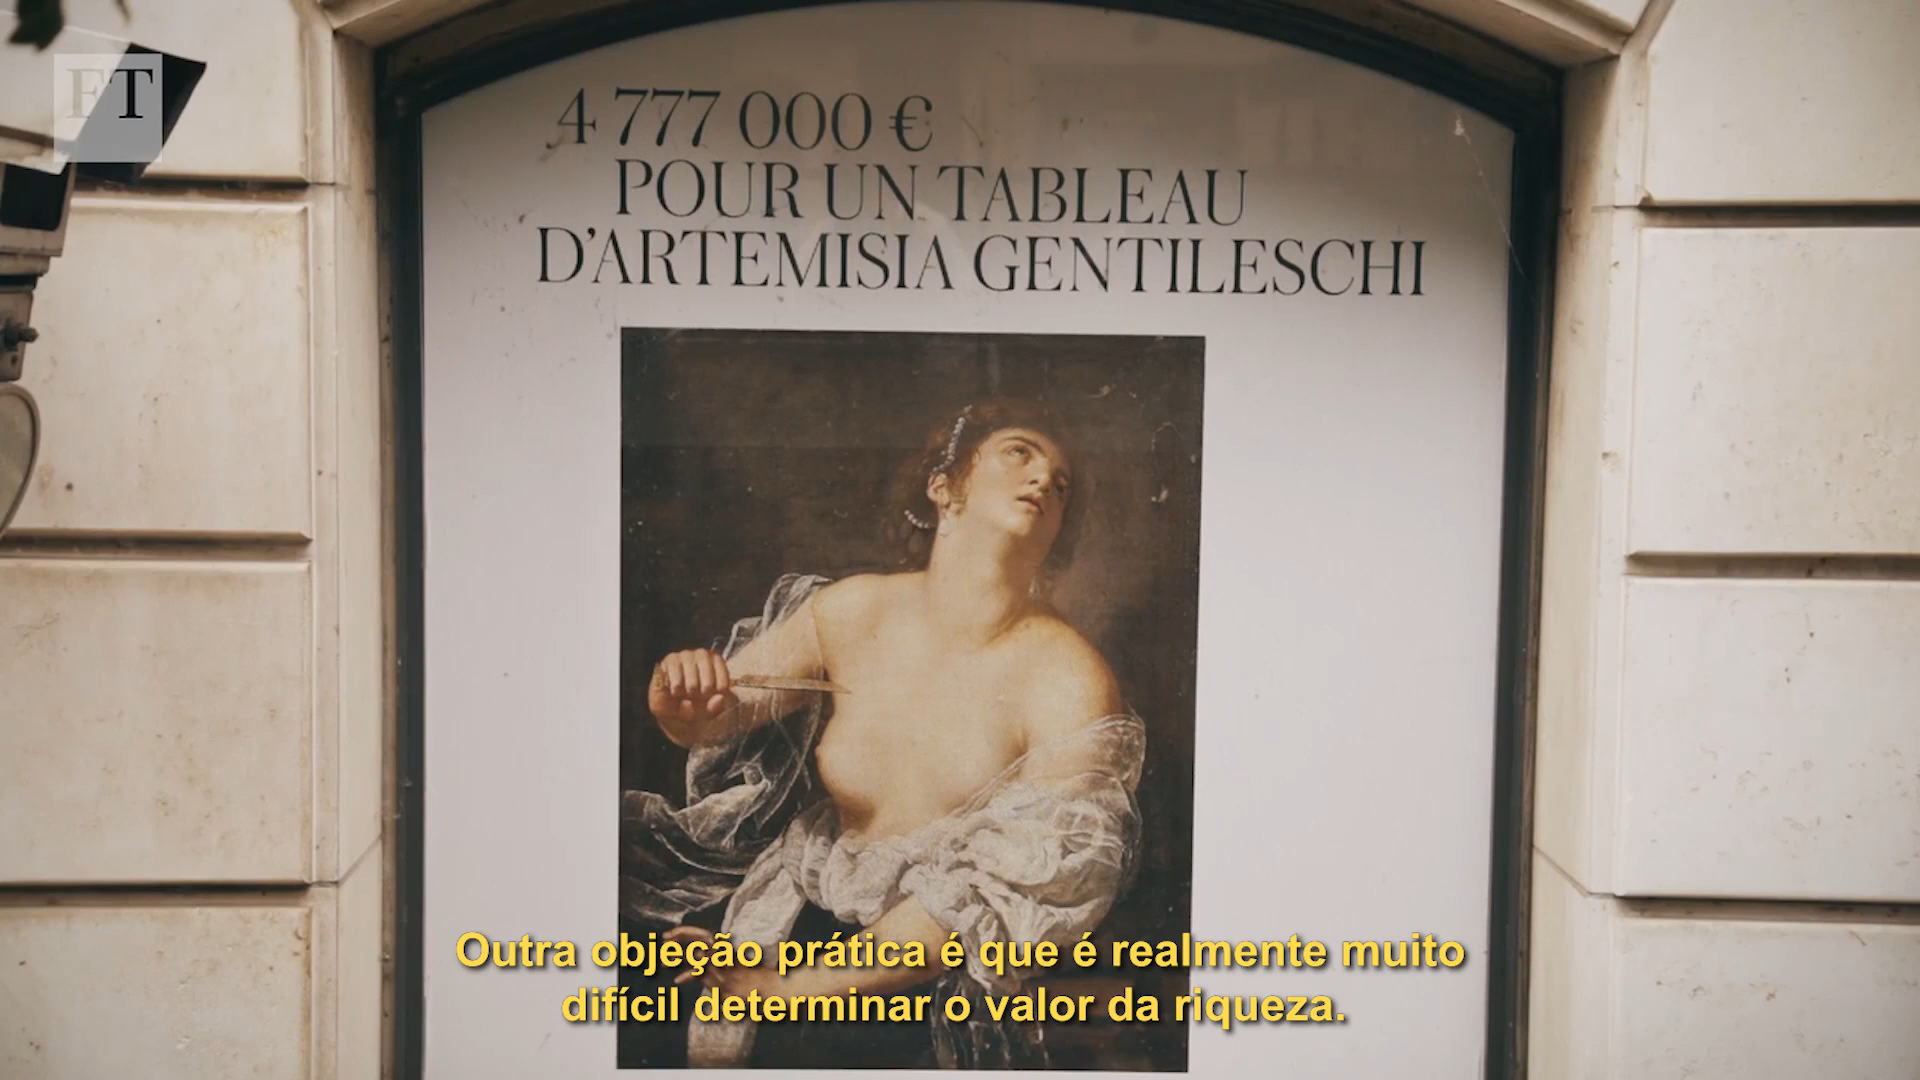 FT
4 777 000 €
POUR UN TABLEAU
D'ARTEMISIA GENTILESCHI
Outra objeção prática é que é realmente muito
difícil determinar o valor da riqueza.